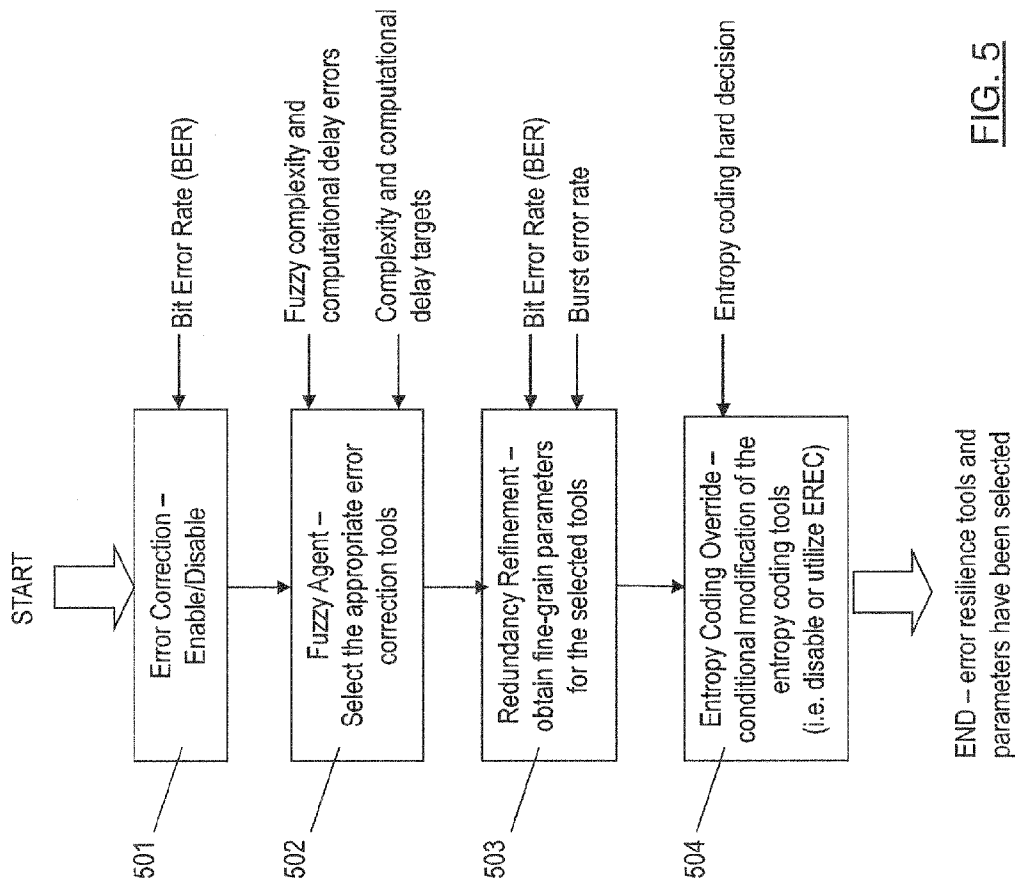 START
501
Error Correction –
Enable/Disable
Bit Error Rate (BER)
502
Fuzzy Agent –
Select the appropriate error
correction tools
Fuzzy complexity and
computational delay errors
Complexity and computational
delay targets
503
Redundancy Refinement –
obtain fine-grain parameters
for the selected tools
Bit Error Rate (BER)
Burst error rate
504
Entropy Coding Override –
conditional modification of the
entropy coding tools
(i.e. disable or utilize EREC)
Entropy coding hard decision
END – error resilience tools and
parameters have been selected
FIG. 5